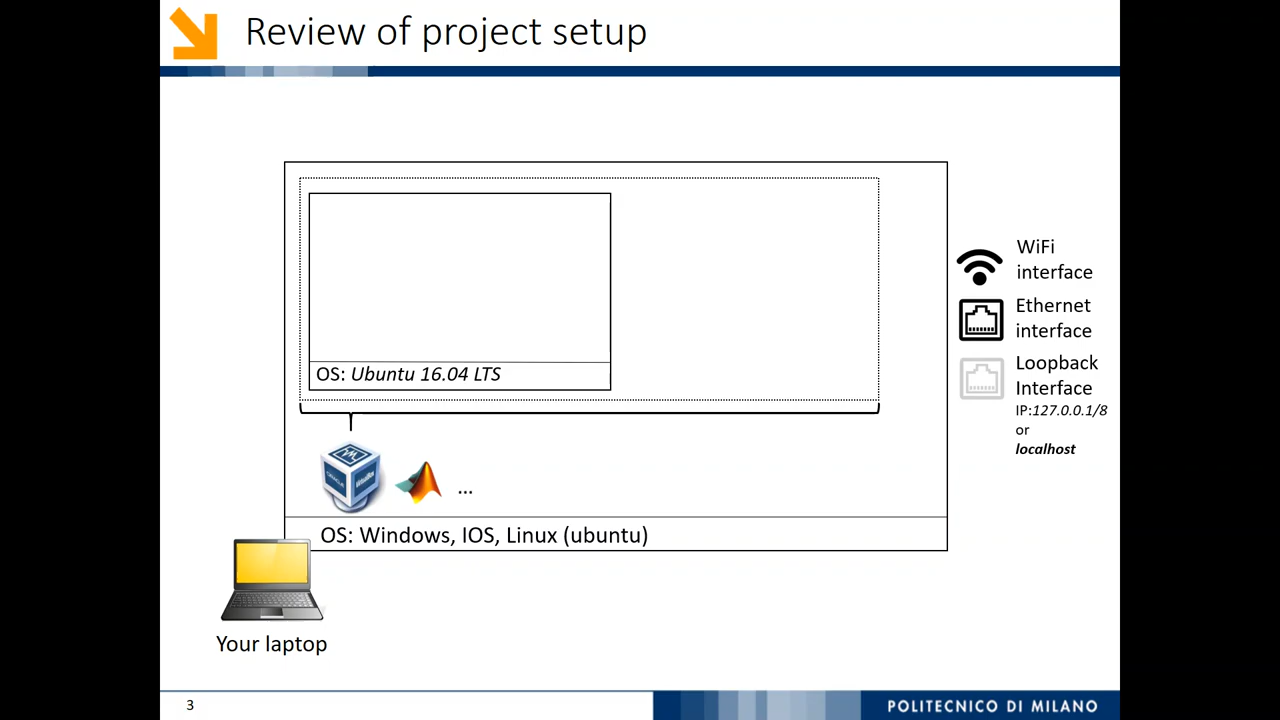 Review of project setup
WiFi
interface
Ethernet
interface
Loopback
Interface
IP:127.0.0.1/8
or
localhost
OS: Ubuntu 16.04 LTS
VirtualBox
...
OS: Windows, IOS, Linux (ubuntu)
Your laptop
3
POLITECNICO DI MILANO